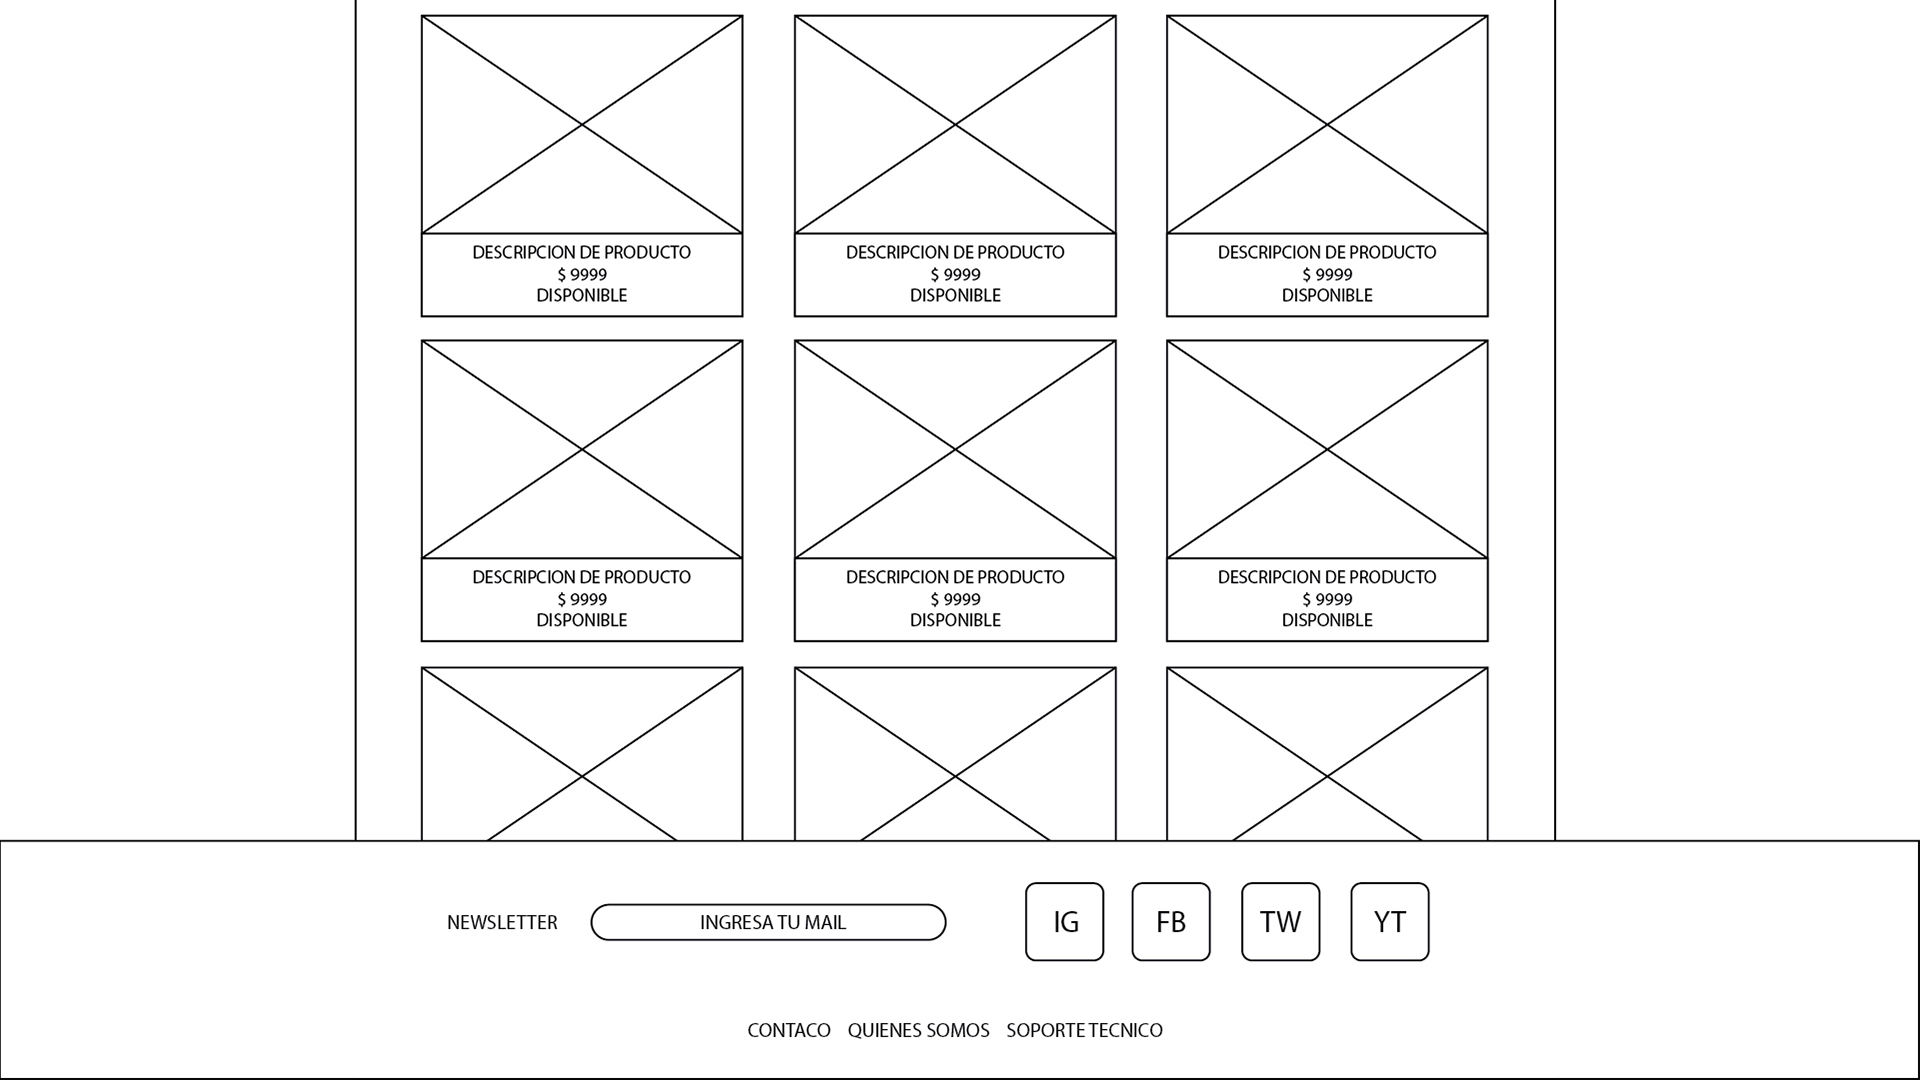 DESCRIPCION DE PRODUCTO
$ 9999
DISPONIBLE
DESCRIPCION DE PRODUCTO
$ 9999
DISPONIBLE
DESCRIPCION DE PRODUCTO
$ 9999
DISPONIBLE
DESCRIPCION DE PRODUCTO
$ 9999
DISPONIBLE
DESCRIPCION DE PRODUCTO
$ 9999
DISPONIBLE
DESCRIPCION DE PRODUCTO
$ 9999
DISPONIBLE
NEWSLETTER
INGRESA TU MAIL
IG
FB
TW
YT
CONTACO QUIENES SOMOS SOPORTE TECNICO